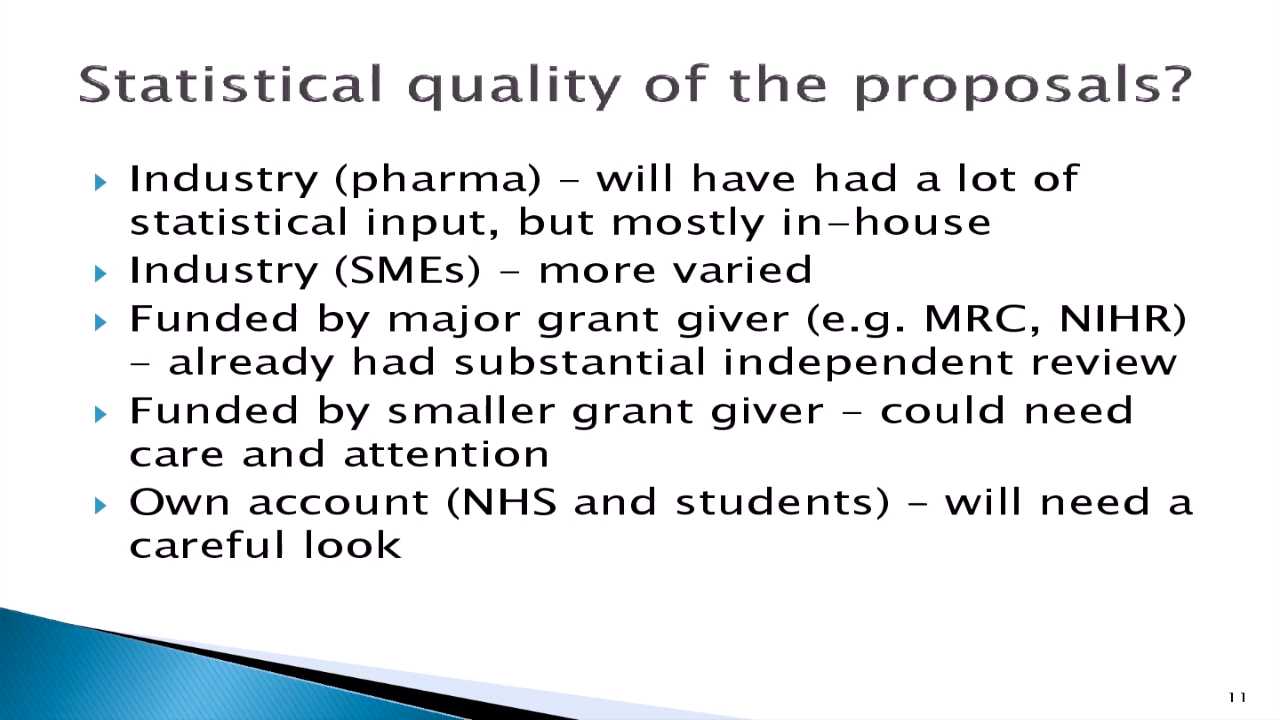 Statistical quality of the proposals?
Industry (pharma) – will have had a lot of
statistical input, but mostly in-house
Industry (SMEs) – more varied
Funded by major grant giver (e.g. MRC, NIHR)
– already had substantial independent review
Funded by smaller grant giver – could need
care and attention
Own account (NHS and students) – will need a
careful look
11